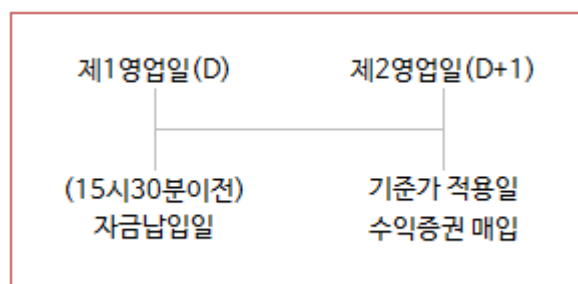 제1영업일(D)
제2영업일(D+1)
(15시30분이전)
자금납입일
기준가 적용일
수익증권 매입